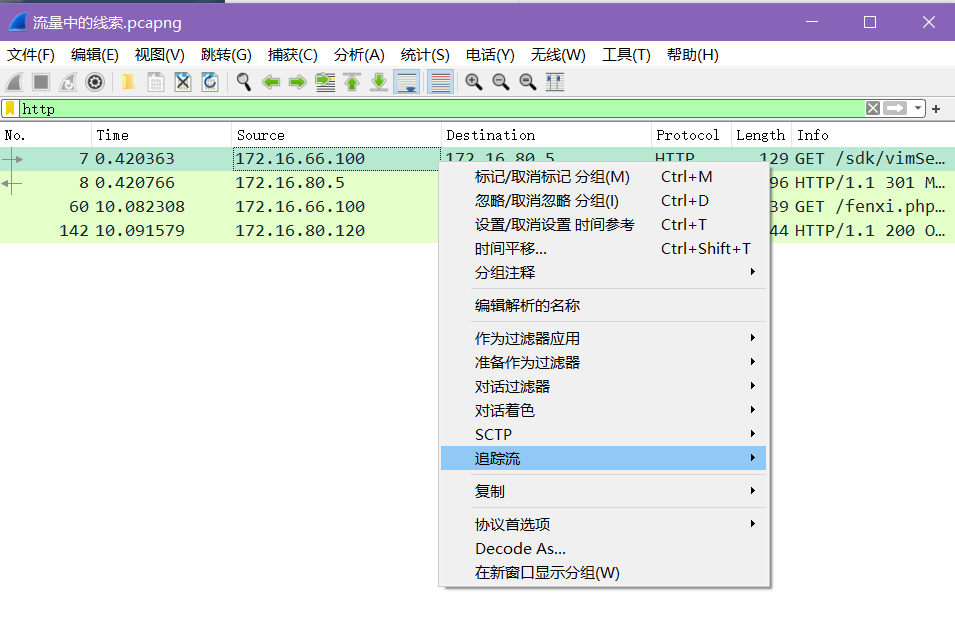 流量中的线索.pcapng
文件(F) 编辑(E) 视图(V) 跳转(G) 捕获(C) 分析(A) 统计(S) 电话(Y) 无线(W) 工具(T) 帮助(H)
http
No. Time Source Destination Protocol Length Info
7 0.420363 172.16.66.100 172.16.80.5 HTTP 129 GET /sdk/vimSe…
8 0.420766 172.16.80.5 96 HTTP/1.1 301 M…
60 10.082308 172.16.66.100 39 GET /fenxi.php…
142 10.091579 172.16.80.120 44 HTTP/1.1 200 O…
标记/取消标记 分组(M) Ctrl+M
忽略/取消忽略 分组(I) Ctrl+D
设置/取消设置 时间参考 Ctrl+T
时间平移... Ctrl+Shift+T
分组注释
编辑解析的名称
作为过滤器应用
准备作为过滤器
对话过滤器
对话着色
SCTP
追踪流
复制
协议首选项
Decode As...
在新窗口显示分组(W)